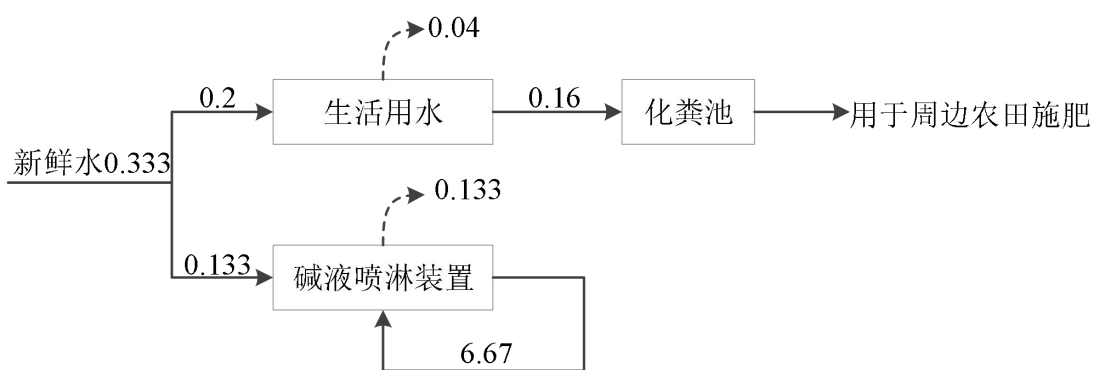 0.04
0.2
生活用水
0.16
化粪池
用于周边农田施肥
新鲜水0.333
0.133
0.133
碱液喷淋装置
6.67